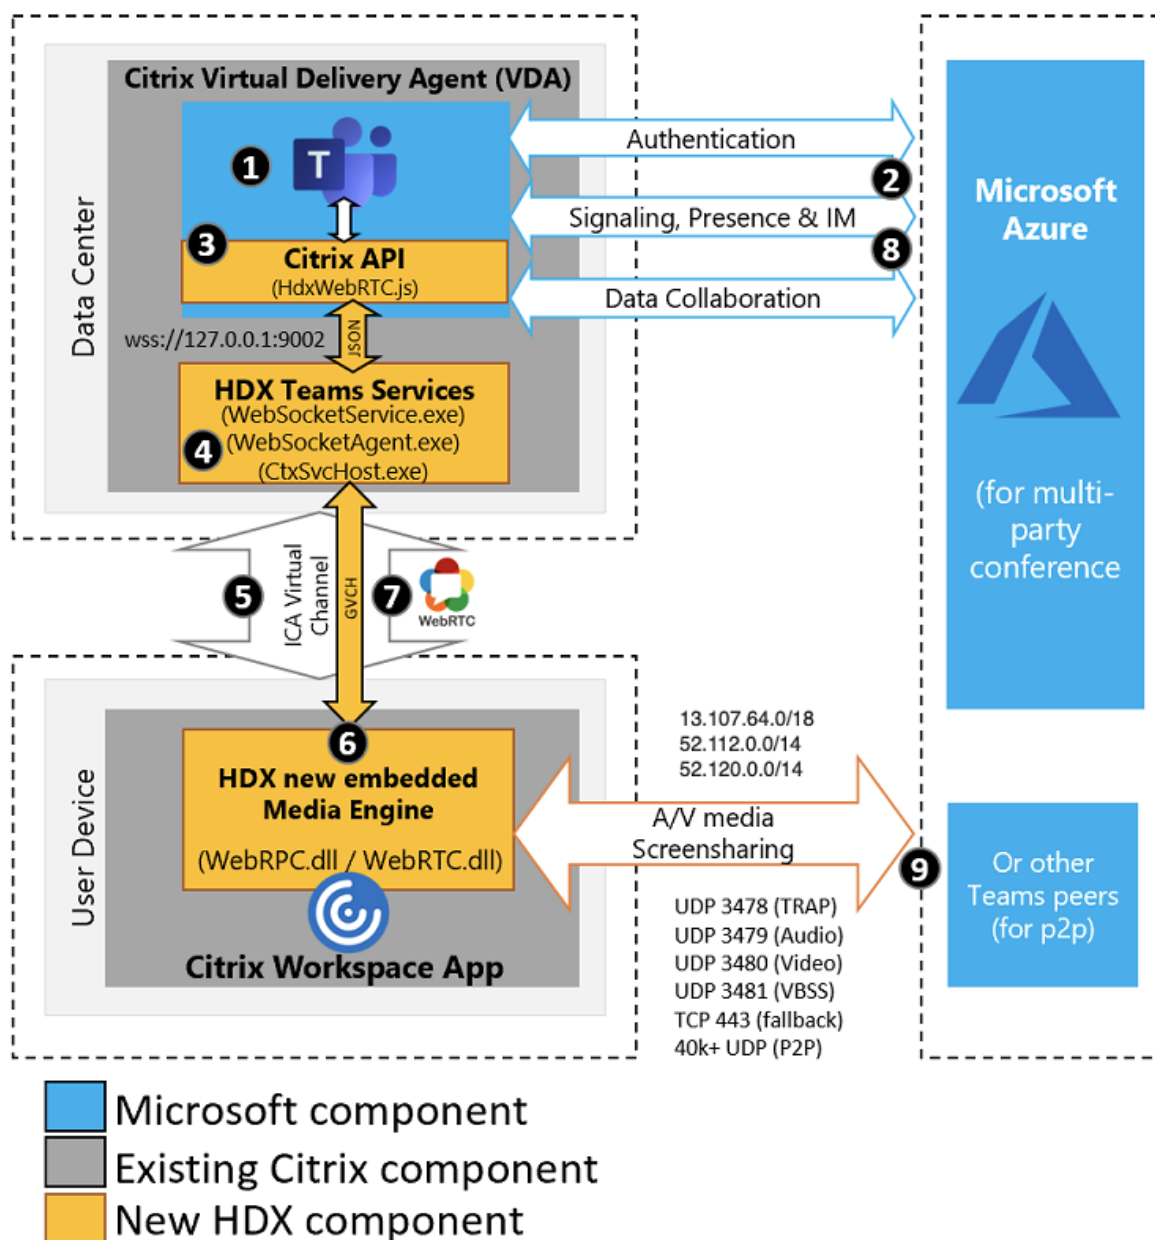 Citrix Virtual Delivery Agent (VDA)
1
T
3
Citrix API
(HdxWebRTC.js)
wss://127.0.0.1:9002
JSON
HDX Teams Services
(WebSocketService.exe)
4
(WebSocketAgent.exe)
(CtxSvcHost.exe)
Data Center
Authentication
2
Signaling, Presence & IM
8
Data Collaboration
Microsoft
Azure
(for multi-
party
conference
5
ICA Virtual
Channel
GVCH
7
WebRTC
User Device
6
HDX new embedded
Media Engine
(WebRPC.dll / WebRTC.dll)
Citrix Workspace App
13.107.64.0/18
52.112.0.0/14
52.120.0.0/14
A/V media
Screensharing
9
UDP 3478 (TRAP)
UDP 3479 (Audio)
UDP 3480 (Video)
UDP 3481 (VBSS)
TCP 443 (fallback)
40k+ UDP (P2P)
Or other
Teams peers
(for p2p)
Microsoft component
Existing Citrix component
New HDX component